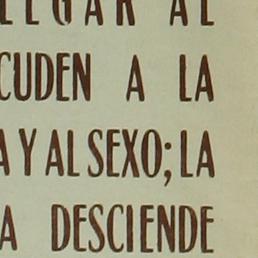 LEGAR AL
CUDEN A LA
A Y AL SEXO; LA
A DESCIENDE